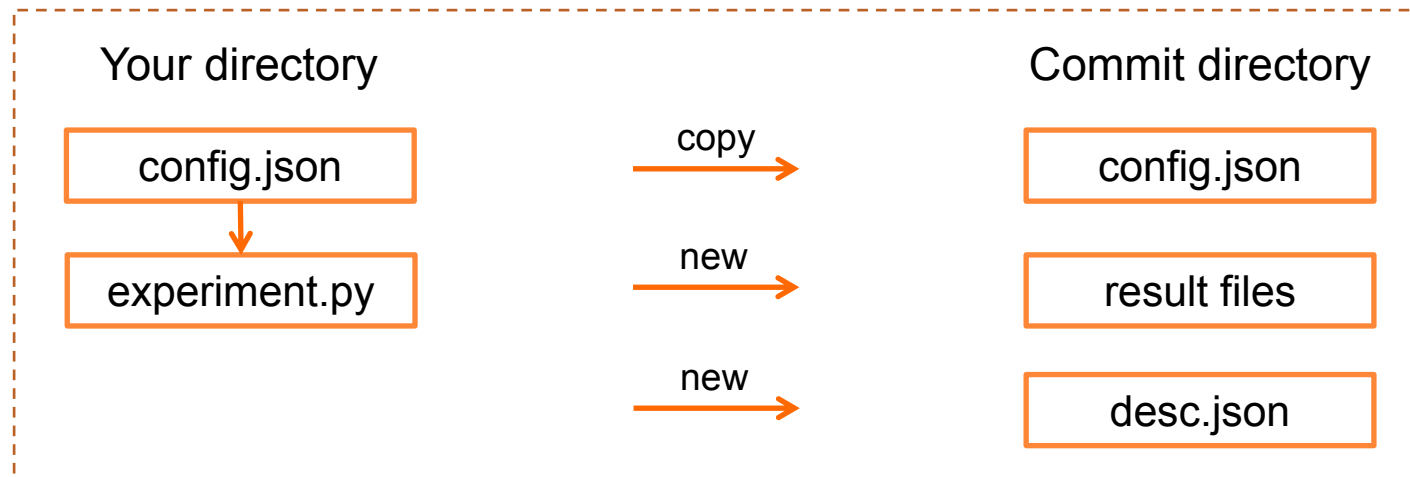 Your directory
Commit directory
config.json
copy
config.json
experiment.py
new
result files
new
desc.json